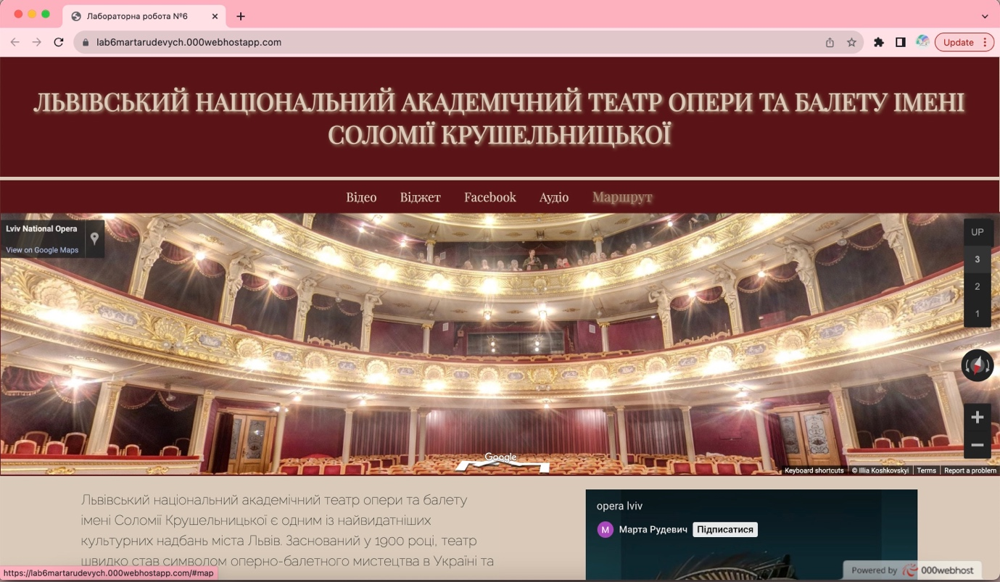 Лабораторна робота №6
lab6martarudevych.000webhostapp.com
Update
ЛЬВІВСЬКИЙ НАЦІОНАЛЬНИЙ АКАДЕМІЧНИЙ ТЕАТР ОПЕРИ ТА БАЛЕТУ ІМЕНІ
СОЛОМІЇ КРУШЕЛЬНИЦЬКОЇ
Відео Віджет Facebook Аудіо Маршрут
Lviv National Opera
View on Google Maps
UP
3
2
1
Google
Keyboard shortcuts © Illia Koshkovskyi Terms Report a problem
Львівський національний академічний театр опери та балету
імені Соломії Крушельницької є одним із найвидатніших
культурних надбань міста Львів. Заснований у 1900 році, театр
швидко став символом оперно-балетного мистецтва в Україні та
opera lviv
M Марта Рудевич Підписатися
Powered by 000webhost
https://lab6martarudevych.000webhostapp.com/#map